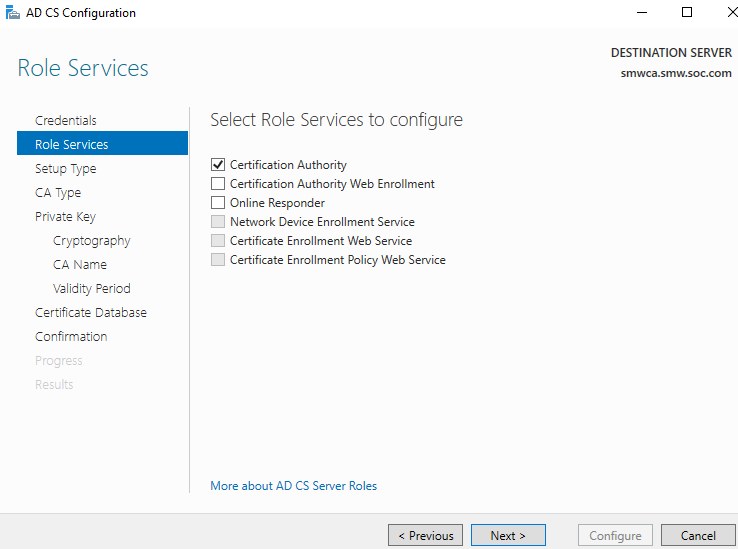 AD CS Configuration
DESTINATION SERVER
smwca.smw.soc.com
Role Services
Credentials
Role Services
Setup Type
CA Type
Private Key
Cryptography
CA Name
Validity Period
Certificate Database
Confirmation
Progress
Results
Select Role Services to configure
Certification Authority
Certification Authority Web Enrollment
Online Responder
Network Device Enrollment Service
Certificate Enrollment Web Service
Certificate Enrollment Policy Web Service
More about AD CS Server Roles
< Previous
Next >
Configure
Cancel